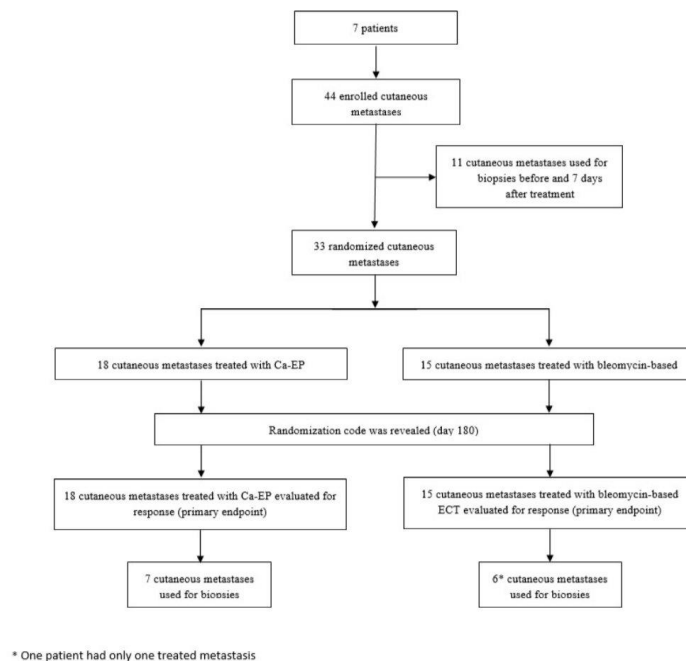 7 patients
44 enrolled cutaneous
metastases
11 cutaneous metastases used for
biopsies before and 7 days
after treatment
33 randomized cutaneous
metastases
18 cutaneous metastases treated with Ca-EP
15 cutaneous metastases treated with bleomycin-based
Randomization code was revealed (day 180)
18 cutaneous metastases treated with Ca-EP evaluated for
response (primary endpoint)
15 cutaneous metastases treated with bleomycin-based
ECT evaluated for response (primary endpoint)
7 cutaneous metastases
used for biopsies
6* cutaneous metastases
used for biopsies
* One patient had only one treated metastasis